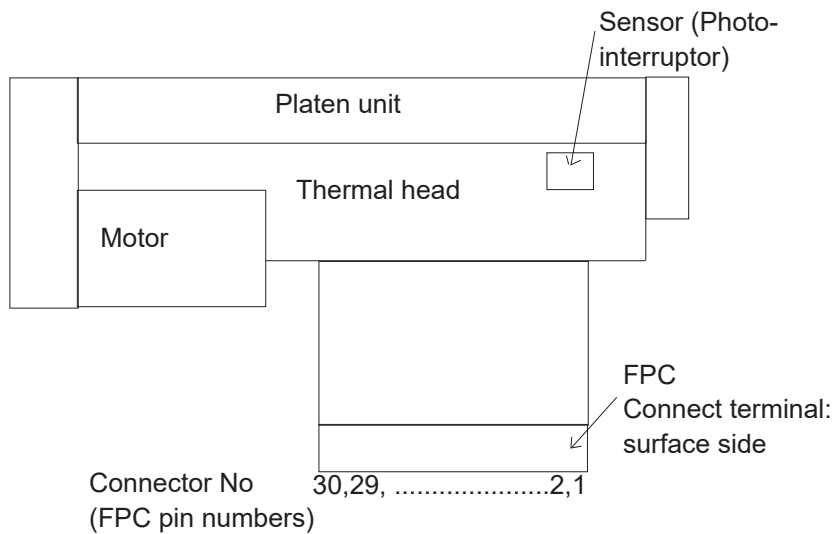 Sensor (Photo-
interruptor)
Platen unit
Thermal head
Motor
FPC
Connect terminal:
surface side
Connector No
(FPC pin numbers)
30,29, ......................2,1